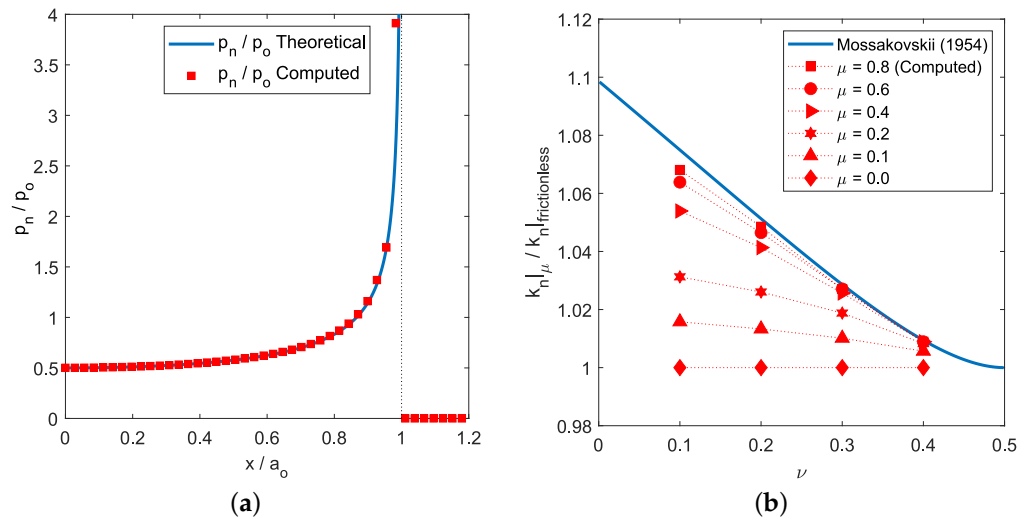 4
3.5
3
2.5
2
1.5
1
0.5
0
p_n / p_o
p_n / p_o Theoretical
p_n / p_o Computed
0 0.2 0.4 0.6 0.8 1 1.2
x / a_o
(a)
1.12
1.1
1.08
1.06
1.04
1.02
1
0.98
k_n|_μ / k_n|_frictionless
Mossakovskii (1954)
μ = 0.8 (Computed)
μ = 0.6
μ = 0.4
μ = 0.2
μ = 0.1
μ = 0.0
0 0.1 0.2 0.3 0.4 0.5
ν
(b)